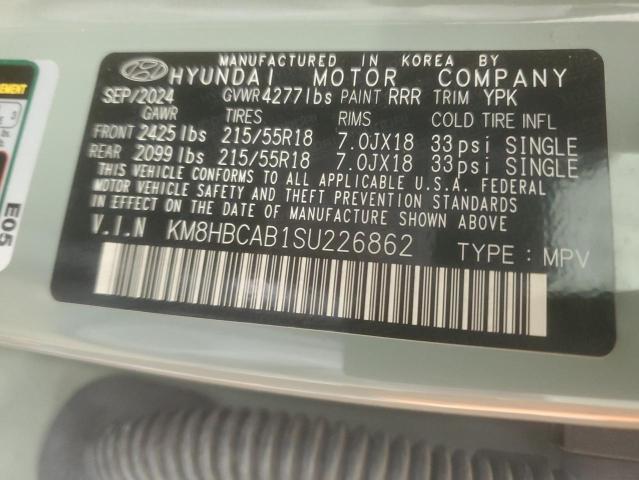 MANUFACTURED IN KOREA BY
HYUNDAI MOTOR COMPANY
SEP/2024 GVWR 4277lbs PAINT RRR TRIM YPK
GAWR TIRES RIMS COLD TIRE INFL
FRONT 2425 lbs 215/55R18 7.0JX18 33psi SINGLE
REAR 2099 lbs 215/55R18 7.0JX18 33psi SINGLE
THIS VEHICLE CONFORMS TO ALL APPLICABLE U.S.A. FEDERAL
MOTOR VEHICLE SAFETY AND THEFT PREVENTION STANDARDS
IN EFFECT ON THE DATE OF MANUFACTURE SHOWN ABOVE
V.I.N KM8HBCAB1SU226862 TYPE : MPV
E05